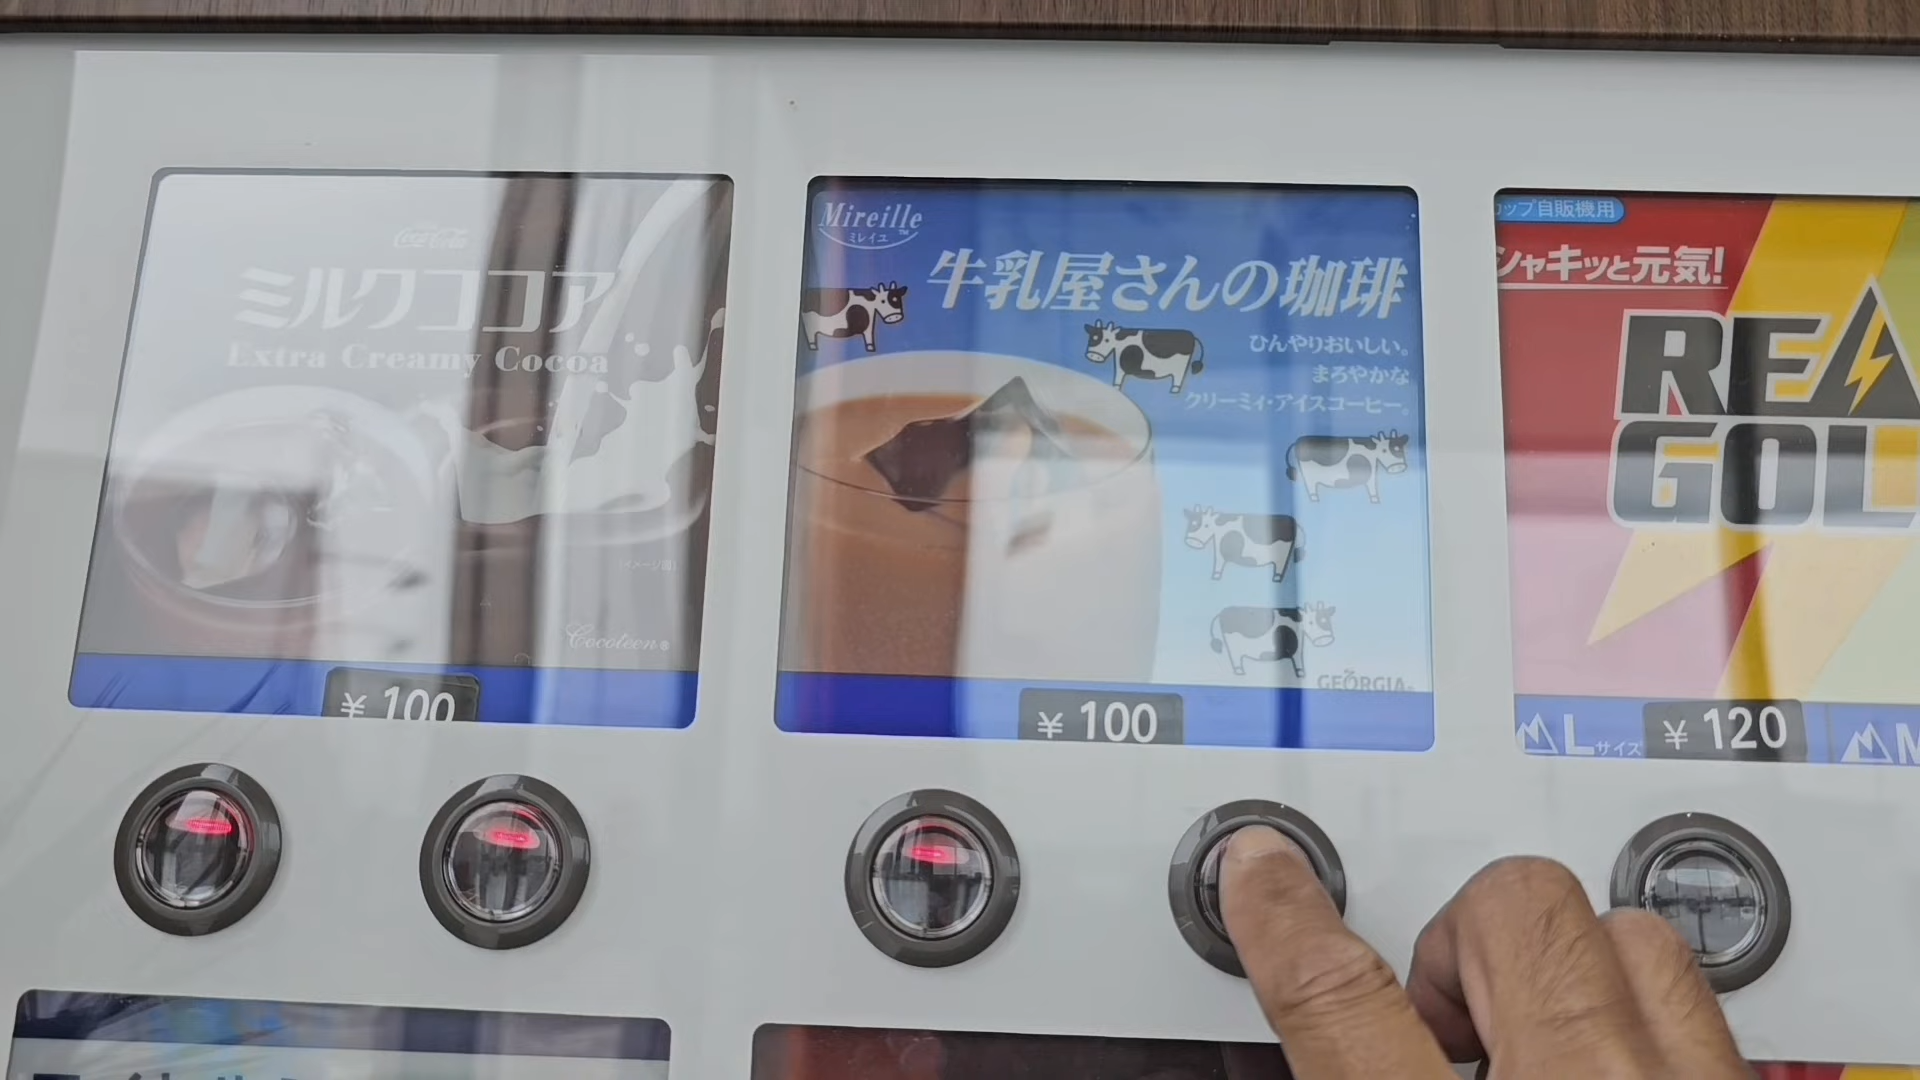 Coca-Cola
ミルクココア
Extra Creamy Cocoa
(イメージ図)
Cocoteen®
¥100
Mireille™
ミレイユ
牛乳屋さんの珈琲
ひんやりおいしい。
まろやかな
クリーミィ・アイスコーヒー。
GEORGIA
¥100
カップ自販機用
シャキッと元気!
REA
GOL
Lサイズ
¥120
M